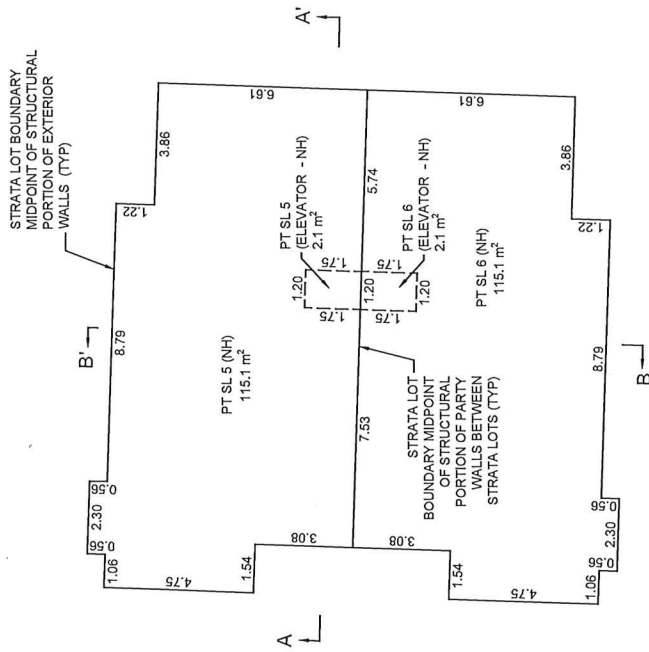 A'
STRATA LOT BOUNDARY
MIDPOINT OF STRUCTURAL
PORTION OF EXTERIOR
WALLS (TYP)
3.86
6.61
1.22
B'
8.79
PT SL 5
(ELEVATOR - NH)
2.1 m²
1.20
1.75
1.75
5.74
PT SL 5 (NH)
115.1 m²
0.56
2.30
0.56
1.06
4.75
1.54
3.08
7.53
1.20
PT SL 6
(ELEVATOR - NH)
2.1 m²
1.75
1.75
1.20
6.61
3.86
1.22
PT SL 6 (NH)
115.1 m²
STRATA LOT
BOUNDARY MIDPOINT
OF STRUCTURAL
PORTION OF PARTY
WALLS BETWEEN
STRATA LOTS (TYP)
8.79
B
3.08
1.54
4.75
1.06
0.56
2.30
0.56
A